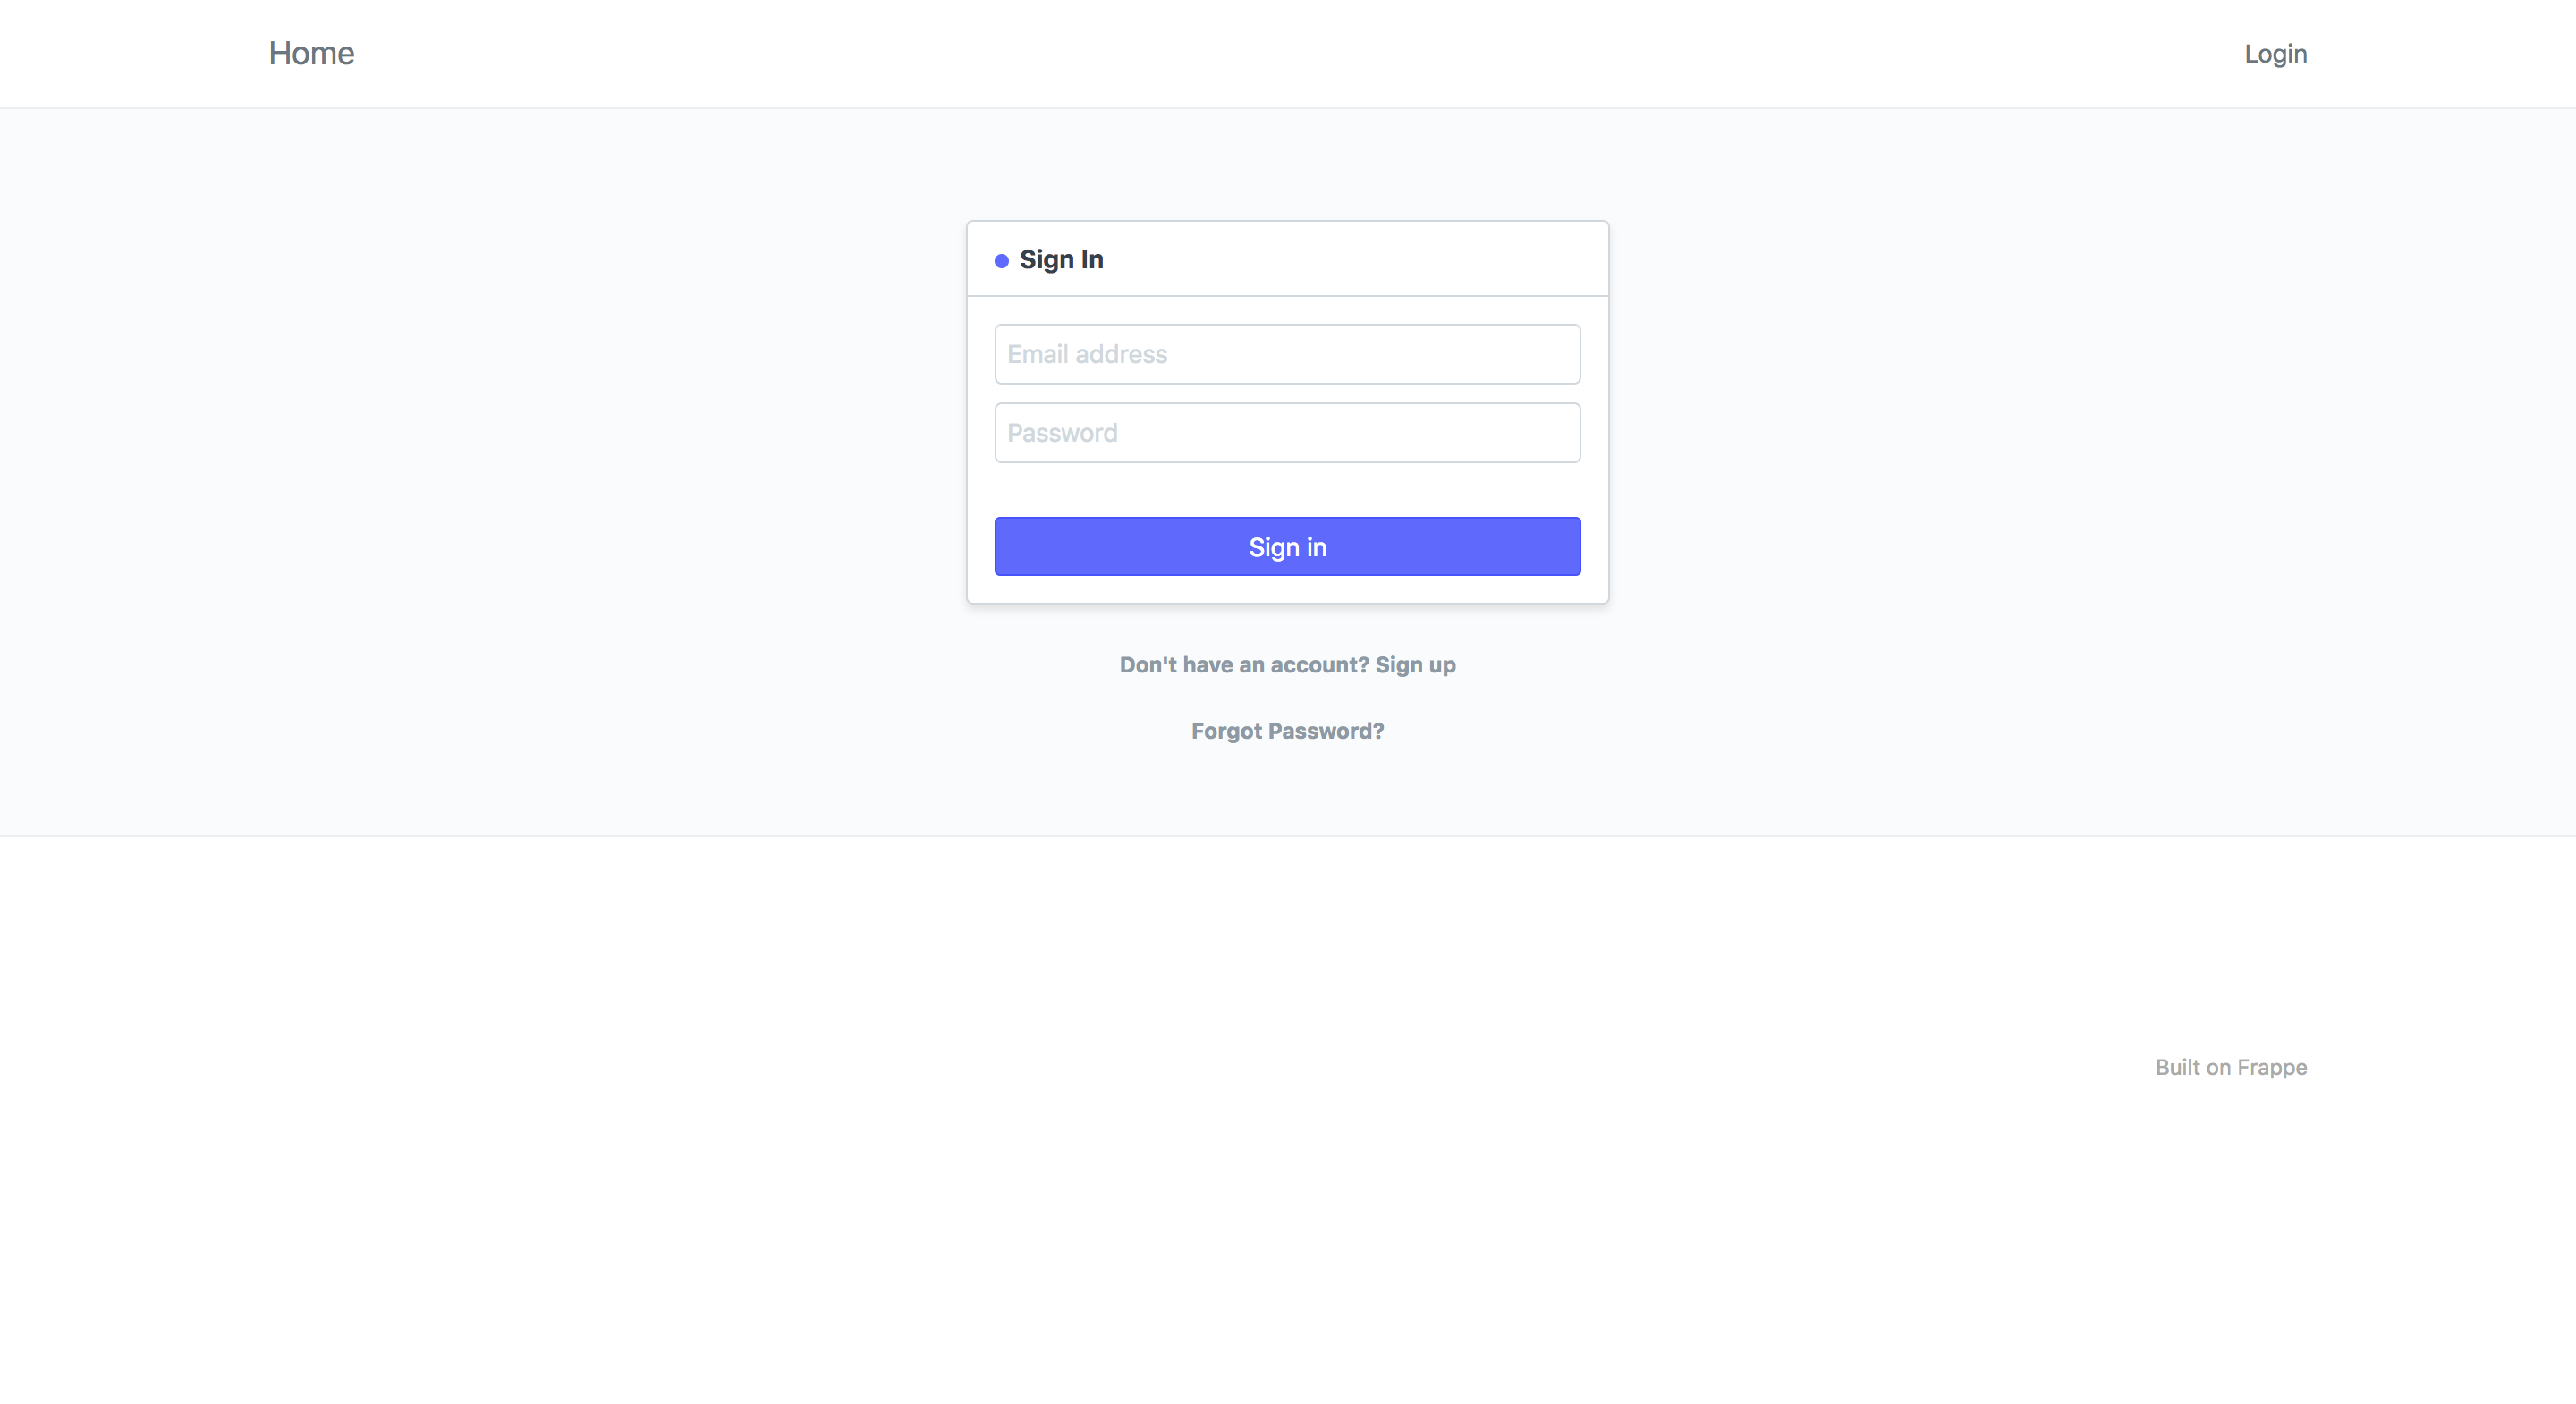 Home
Login
Sign In
Email address
Password
Sign in
Don't have an account? Sign up
Forgot Password?
Built on Frappe